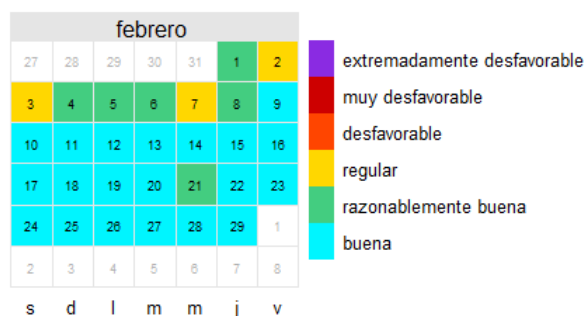 febrero
27 28 29 30 31 1 2
3 4 5 6 7 8 9
10 11 12 13 14 15 16
17 18 19 20 21 22 23
24 25 26 27 28 29 1
2 3 4 5 6 7 8
s d l m m j v
extremadamente desfavorable
muy desfavorable
desfavorable
regular
razonablemente buena
buena